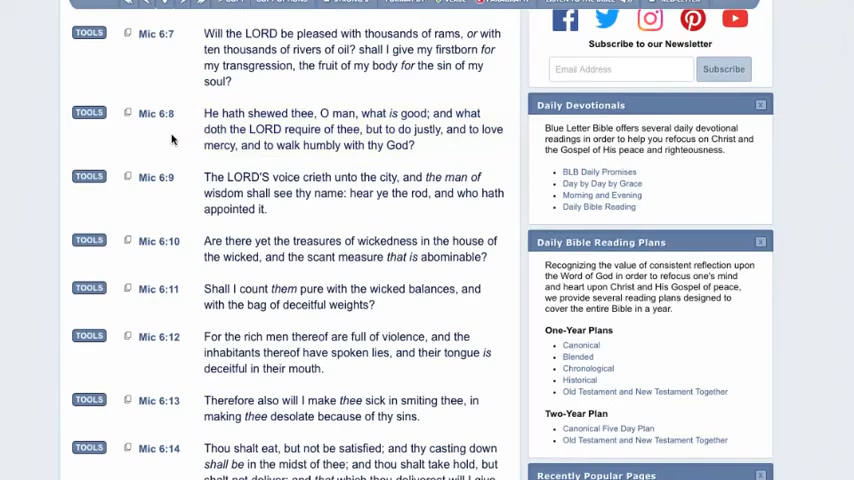 TOOLS Mic 6:7 Will the LORD be pleased with thousands of rams, or with
ten thousands of rivers of oil? shall I give my firstborn for
my transgression, the fruit of my body for the sin of my
soul?
TOOLS Mic 6:8 He hath shewed thee, O man, what is good; and what
doth the LORD require of thee, but to do justly, and to love
mercy, and to walk humbly with thy God?
TOOLS Mic 6:9 The LORD'S voice crieth unto the city, and the man of
wisdom shall see thy name: hear ye the rod, and who hath
appointed it.
TOOLS Mic 6:10 Are there yet the treasures of wickedness in the house of
the wicked, and the scant measure that is abominable?
TOOLS Mic 6:11 Shall I count them pure with the wicked balances, and
with the bag of deceitful weights?
TOOLS Mic 6:12 For the rich men thereof are full of violence, and the
inhabitants thereof have spoken lies, and their tongue is
deceitful in their mouth.
TOOLS Mic 6:13 Therefore also will I make thee sick in smiting thee, in
making thee desolate because of thy sins.
TOOLS Mic 6:14 Thou shalt eat, but not be satisfied; and thy casting down
shall be in the midst of thee; and thou shalt take hold, but
shalt not deliver; and that which thou deliverest will I give
Subscribe to our Newsletter
Email Address Subscribe
Daily Devotionals
Blue Letter Bible offers several daily devotional
readings in order to help you refocus on Christ and
the Gospel of His peace and righteousness.
BLB Daily Promises
Day by Day by Grace
Morning and Evening
Daily Bible Reading
Daily Bible Reading Plans
Recognizing the value of consistent reflection upon
the Word of God in order to refocus one's mind
and heart upon Christ and His Gospel of peace,
we provide several reading plans designed to
cover the entire Bible in a year.
One-Year Plans
Canonical
Blended
Chronological
Historical
Old Testament and New Testament Together
Two-Year Plan
Canonical Five Day Plan
Old Testament and New Testament Together
Recently Popular Pages